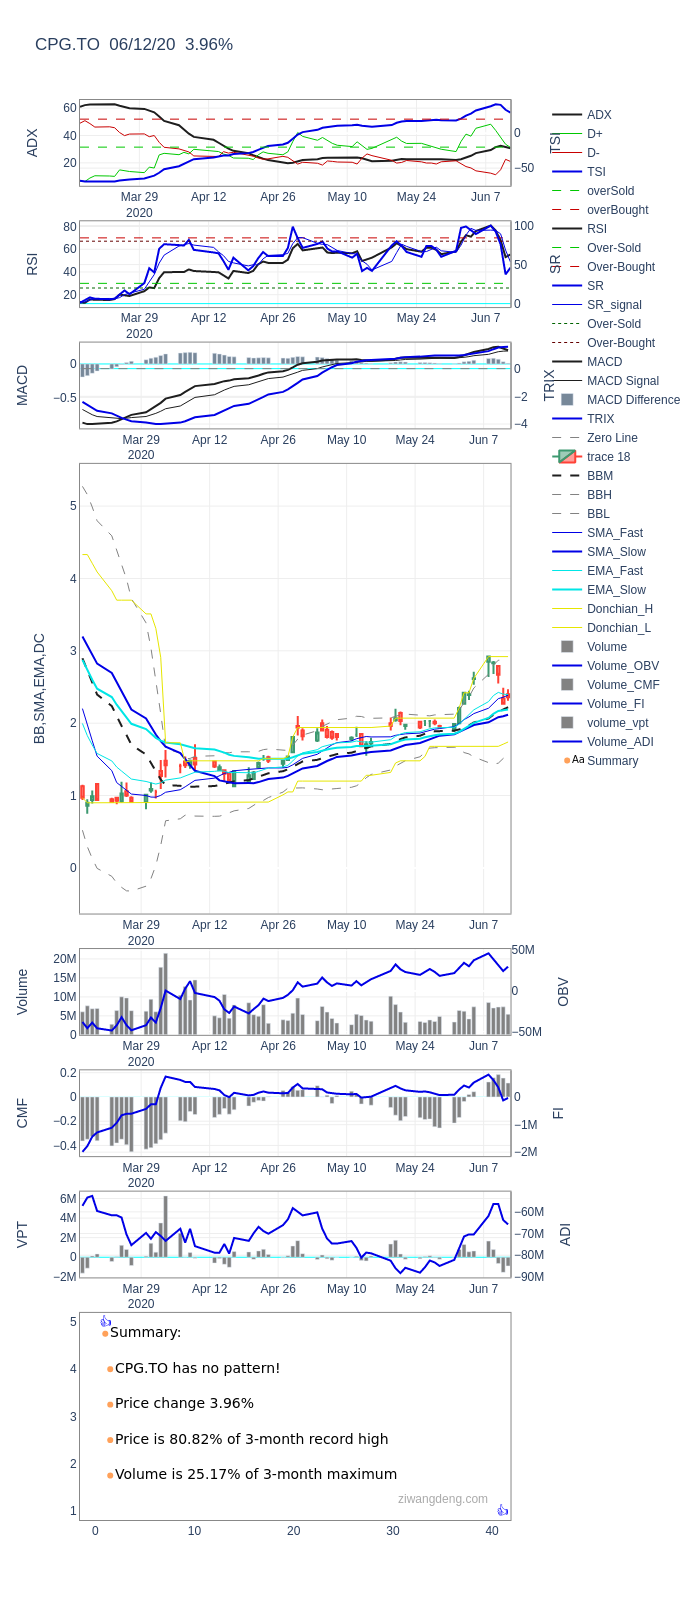 CPG.TO 06/12/20 3.96%
60
40
20
ADX
0
−50
TSI
Mar 29 Apr 12 Apr 26 May 10 May 24 Jun 7
2020
80
60
40
20
RSI
100
50
0
SR
Mar 29 Apr 12 Apr 26 May 10 May 24 Jun 7
2020
0
−0.5
MACD
0
−2
−4
TRIX
Mar 29 Apr 12 Apr 26 May 10 May 24 Jun 7
2020
5
4
3
2
1
0
BB,SMA,EMA,DC
Mar 29 Apr 12 Apr 26 May 10 May 24 Jun 7
2020
20M
15M
10M
5M
0
Volume
50M
0
−50M
OBV
Mar 29 Apr 12 Apr 26 May 10 May 24 Jun 7
2020
0.2
0
−0.2
−0.4
CMF
0
−1M
−2M
FI
Mar 29 Apr 12 Apr 26 May 10 May 24 Jun 7
2020
6M
4M
2M
0
−2M
VPT
−60M
−70M
−80M
−90M
ADI
Mar 29 Apr 12 Apr 26 May 10 May 24 Jun 7
2020
5
4
3
2
1
👍
Summary:
CPG.TO has no pattern!
Price change 3.96%
Price is 80.82% of 3-month record high
Volume is 25.17% of 3-month maximum
ziwangdeng.com
👍
0 10 20 30 40
ADX
D+
D-
TSI
overSold
overBought
RSI
Over-Sold
Over-Bought
SR
SR_signal
Over-Sold
Over-Bought
MACD
MACD Signal
MACD Difference
TRIX
Zero Line
trace 18
BBM
BBH
BBL
SMA_Fast
SMA_Slow
EMA_Fast
EMA_Slow
Donchian_H
Donchian_L
Volume
Volume_OBV
Volume_CMF
Volume_FI
volume_vpt
Volume_ADI
Aa Summary